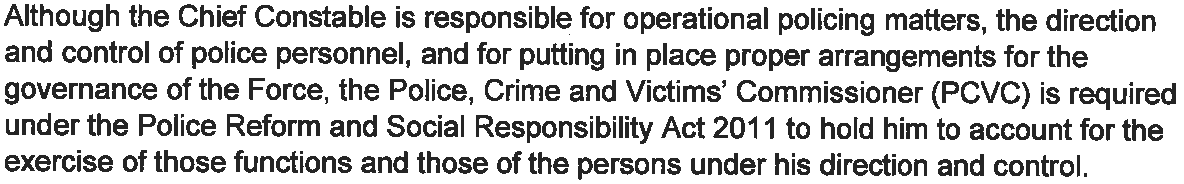 Although the Chief Constable is responsible for operational policing matters, the direction
and control of police personnel, and for putting in place proper arrangements for the
governance of the Force, the Police, Crime and Victims’ Commissioner (PCVC) is required
under the Police Reform and Social Responsibility Act 2011 to hold him to account for the
exercise of those functions and those of the persons under his direction and control.